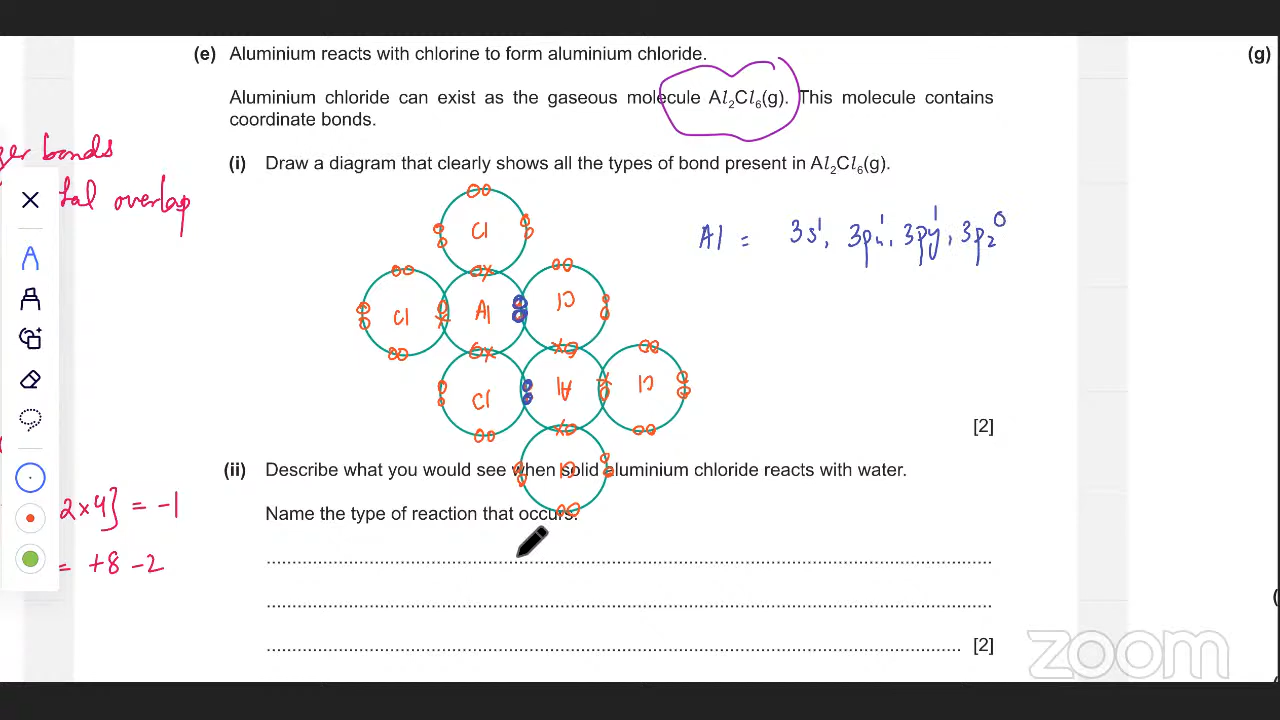 (e) Aluminium reacts with chlorine to form aluminium chloride.
(g)
Aluminium chloride can exist as the gaseous molecule Al₂Cl₆(g). This molecule contains
coordinate bonds.
bonds
(i) Draw a diagram that clearly shows all the types of bond present in Al₂Cl₆(g).
overlap
Cl
Al = 3s¹, 3px¹, 3py¹, 3pz⁰
Cl Al Cl
Cl Al Cl
[2]
(ii) Describe what you would see when solid aluminium chloride reacts with water.
Cl
2x4} = -1
Name the type of reaction that occurs.
= +8 -2
[2]
zoom